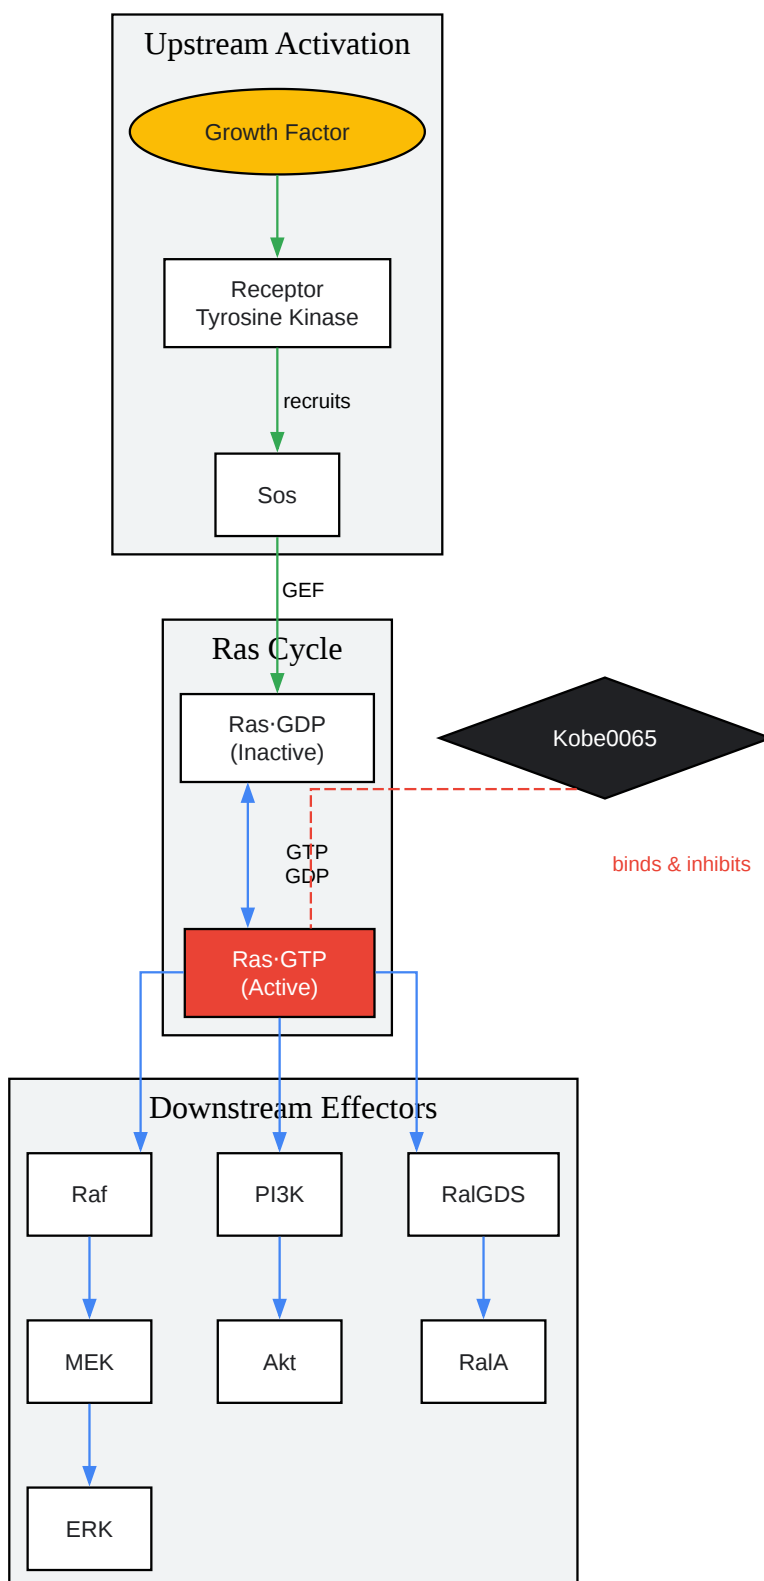 Upstream Activation
Growth Factor
Receptor
Tyrosine Kinase
recruits
Sos
GEF
Ras Cycle
Ras·GDP
(Inactive)
Kobe0065
GTP
GDP
binds & inhibits
Ras·GTP
(Active)
Downstream Effectors
Raf
PI3K
RalGDS
MEK
Akt
RalA
ERK